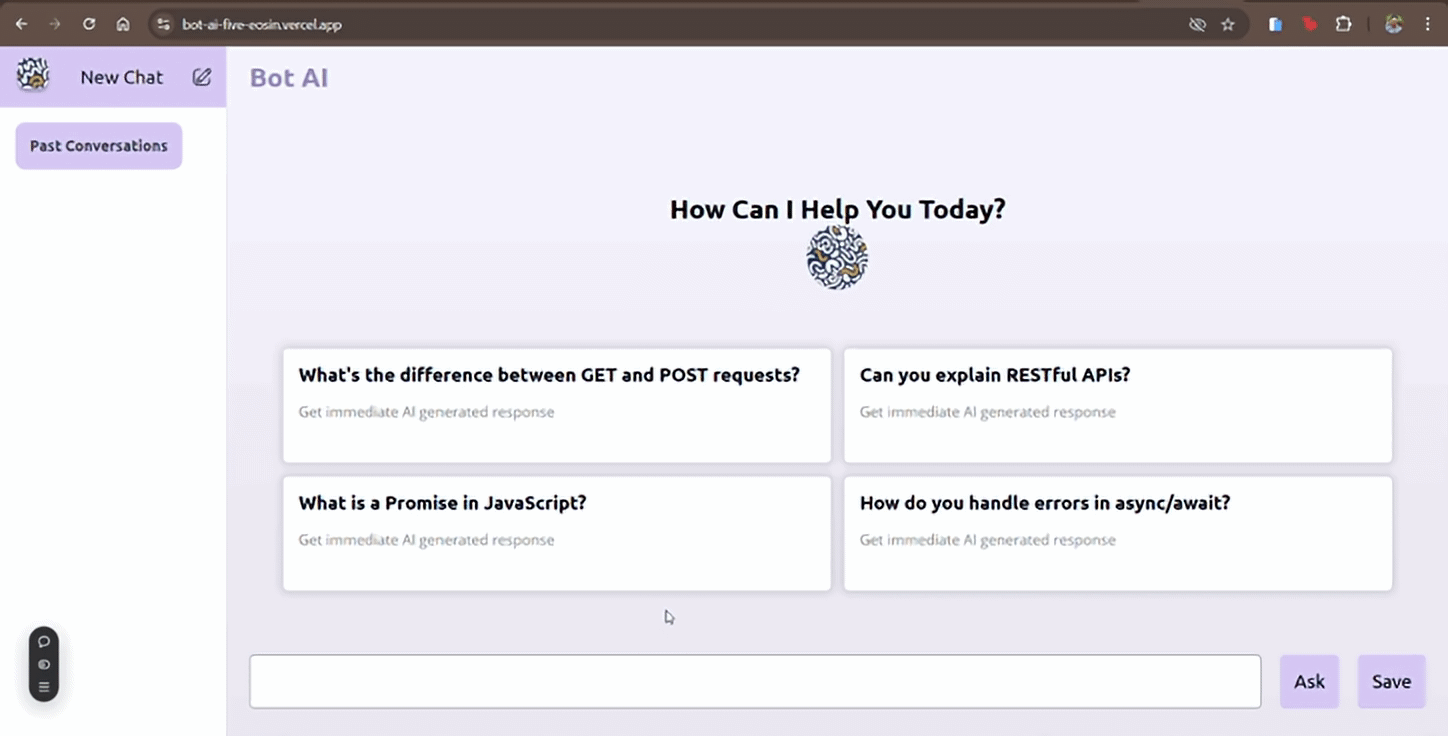 bot-ai-five-eosin.vercel.app
New Chat
Bot AI
Past Conversations
How Can I Help You Today?
What's the difference between GET and POST requests?
Get immediate AI generated response
Can you explain RESTful APIs?
Get immediate AI generated response
What is a Promise in JavaScript?
Get immediate AI generated response
How do you handle errors in async/await?
Get immediate AI generated response
Ask
Save